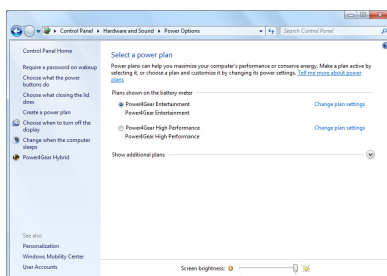 Control Panel ▸ Hardware and Sound ▸ Power Options
Search Control Panel
Control Panel Home
Require a password on wakeup
Choose what the power
buttons do
Choose what closing the lid
does
Create a power plan
Choose when to turn off the
display
Change when the computer
sleeps
Power4Gear Hybrid
See also
Personalization
Windows Mobility Center
User Accounts
Select a power plan
Power plans can help you maximize your computer's performance or conserve energy. Make a plan active by
selecting it, or choose a plan and customize it by changing its power settings. Tell me more about power
plans
Plans shown on the battery meter
Power4Gear Entertainment Change plan settings
Power4Gear Entertainment
Power4Gear High Performance Change plan settings
Power4Gear High Performance
Show additional plans
Screen brightness: